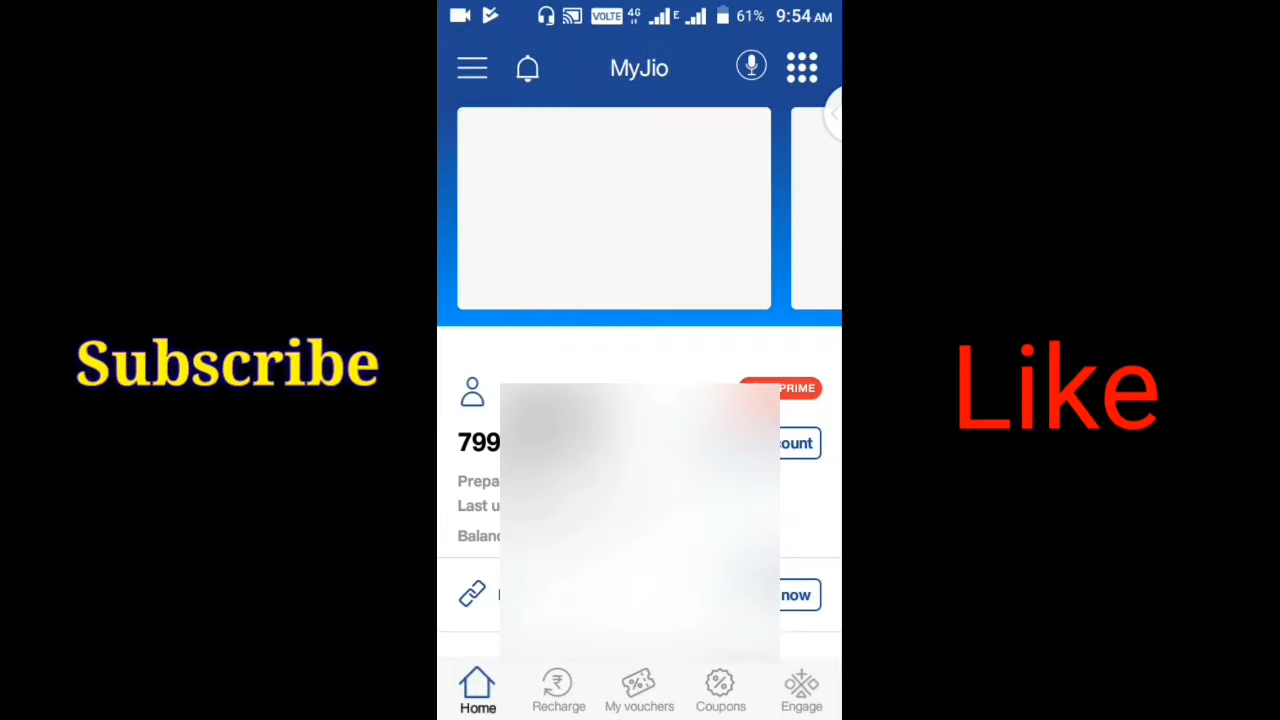 VOLTE 4G E 61% 9:54 AM
MyJio
Subscribe
Like
PRIME
799
Prepa
Last u
Balanc
now
Home Recharge My vouchers Coupons Engage